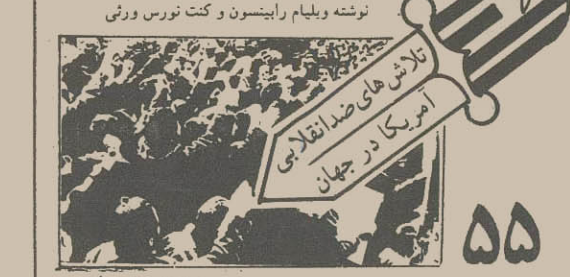 نوشته ویلیام رابینسون و کنت نورس ورثی
تلاش های ضدانقلابی
آمریکا در جهان
۵۵